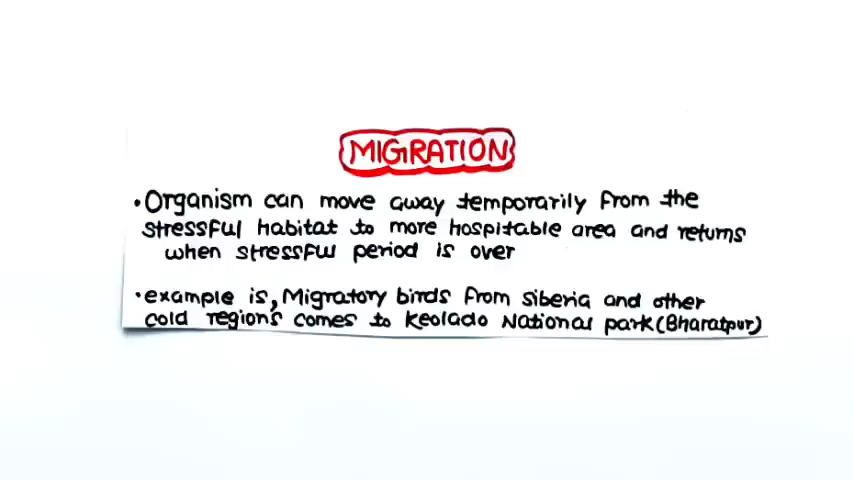 MIGRATION
• Organism can move away temporarily from the
stressful habitat to more hospitable area and returns
when stressful period is over
• example is, Migratory birds from siberia and other
cold regions comes to Keolado National park (Bharatpur)